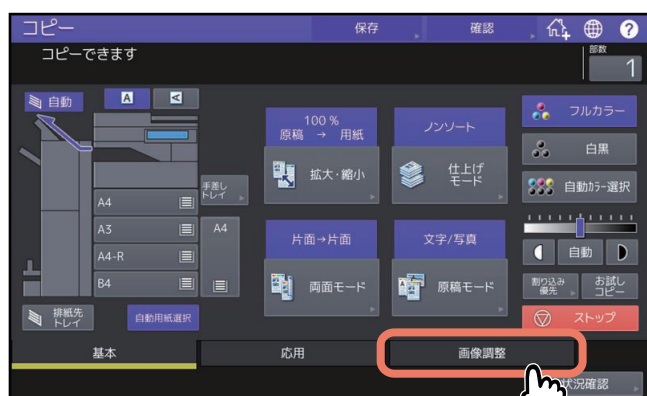 コピー
保存
確認
?
コピーできます
部数
1
自動
A
A
100 %
原稿 → 用紙
ノンソート
フルカラー
拡大・縮小
仕上げ
モード
白黒
自動ｶﾗｰ選択
手差し
トレイ
A4
A3
A4-R
B4
A4
片面→片面
文字/写真
両面モード
原稿モード
自動
割り込み
優先
お試し
コピー
排紙先
トレイ
自動用紙選択
ストップ
基本
応用
画像調整
状況確認